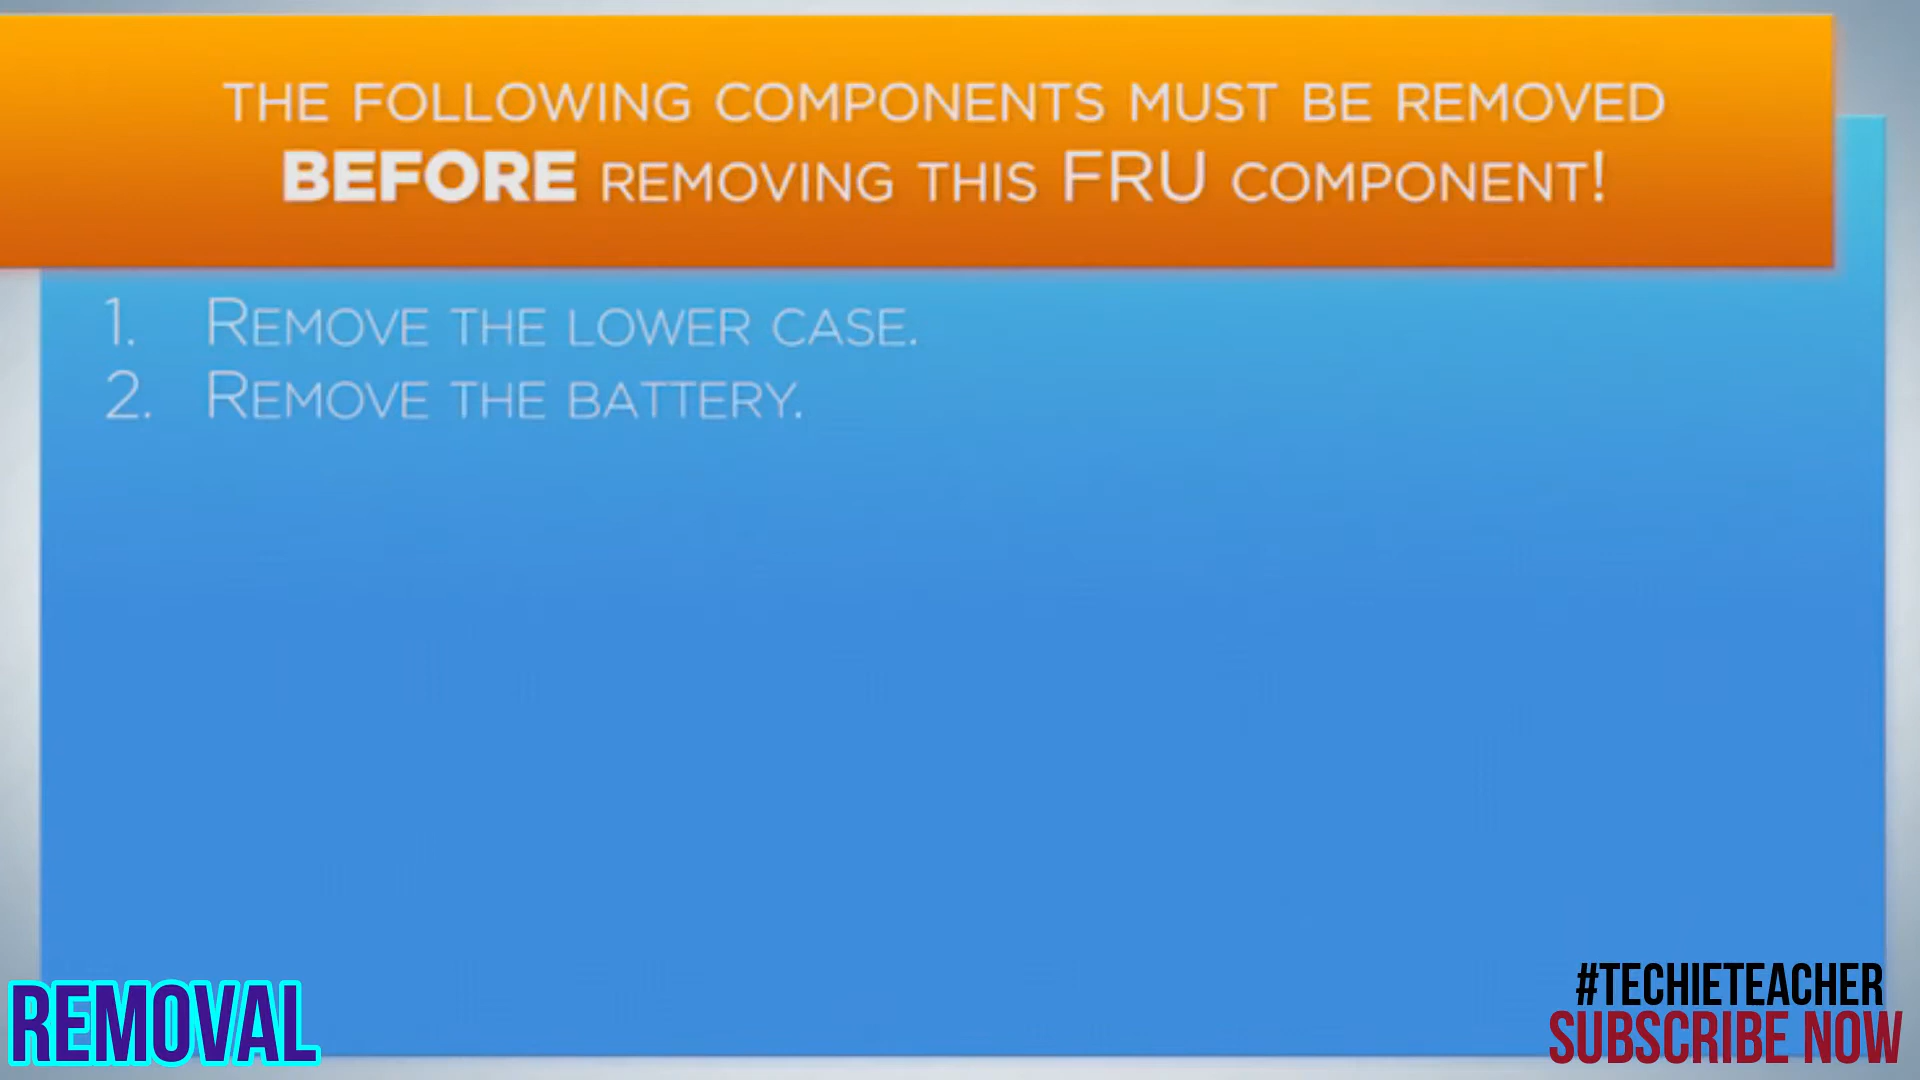 THE FOLLOWING COMPONENTS MUST BE REMOVED
BEFORE REMOVING THIS FRU COMPONENT!
1. REMOVE THE LOWER CASE.
2. REMOVE THE BATTERY.
REMOVAL
#TECHIETEACHER
SUBSCRIBE NOW